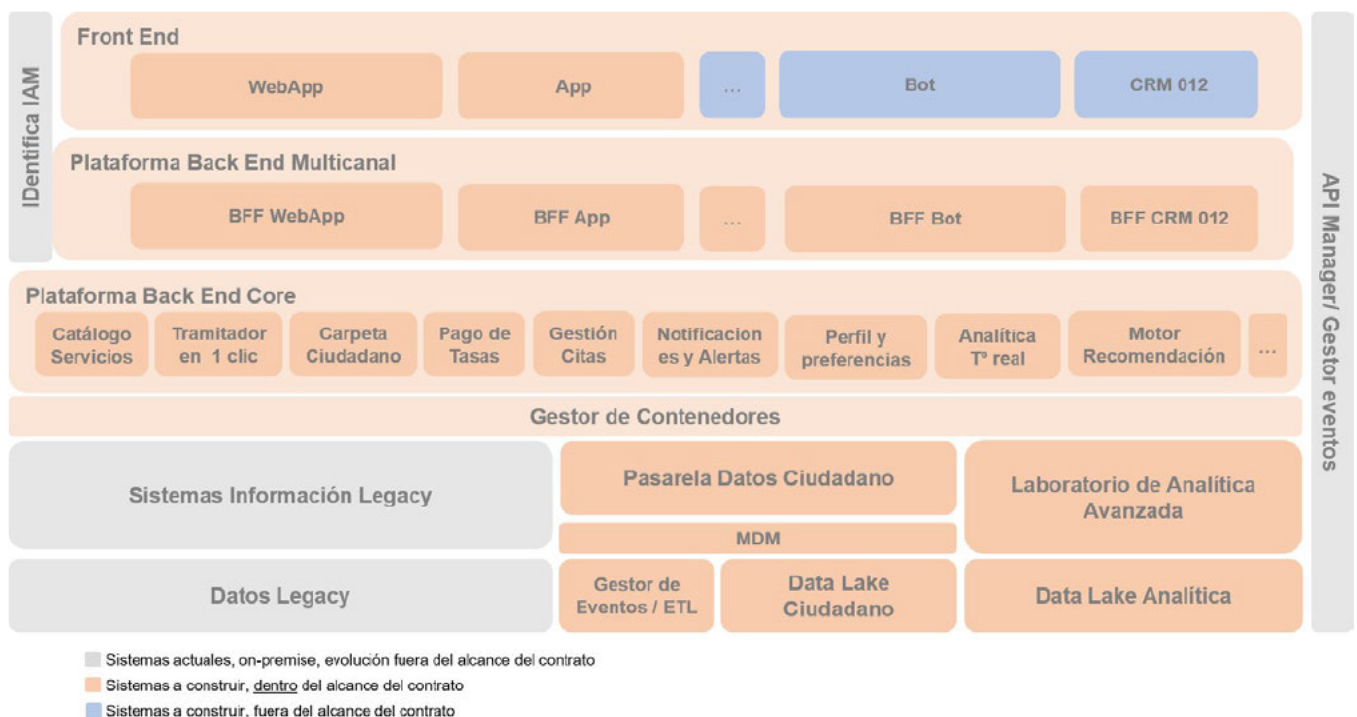 IDentifica IAM
Front End
WebApp
App
...
Bot
CRM 012
Plataforma Back End Multicanal
BFF WebApp
BFF App
...
BFF Bot
BFF CRM 012
API Manager/ Gestor eventos
Plataforma Back End Core
Catálogo
Servicios
Tramitador
en 1 clic
Carpeta
Ciudadano
Pago de
Tasas
Gestión
Citas
Notificacion
es y Alertas
Perfil y
preferencias
Analítica
Tº real
Motor
Recomendación
...
Gestor de Contenedores
Sistemas Información Legacy
Pasarela Datos Ciudadano
Laboratorio de Analítica
Avanzada
MDM
Datos Legacy
Gestor de
Eventos / ETL
Data Lake
Ciudadano
Data Lake Analítica
Sistemas actuales, on-premise, evolución fuera del alcance del contrato
Sistemas a construir, dentro del alcance del contrato
Sistemas a construir, fuera del alcance del contrato